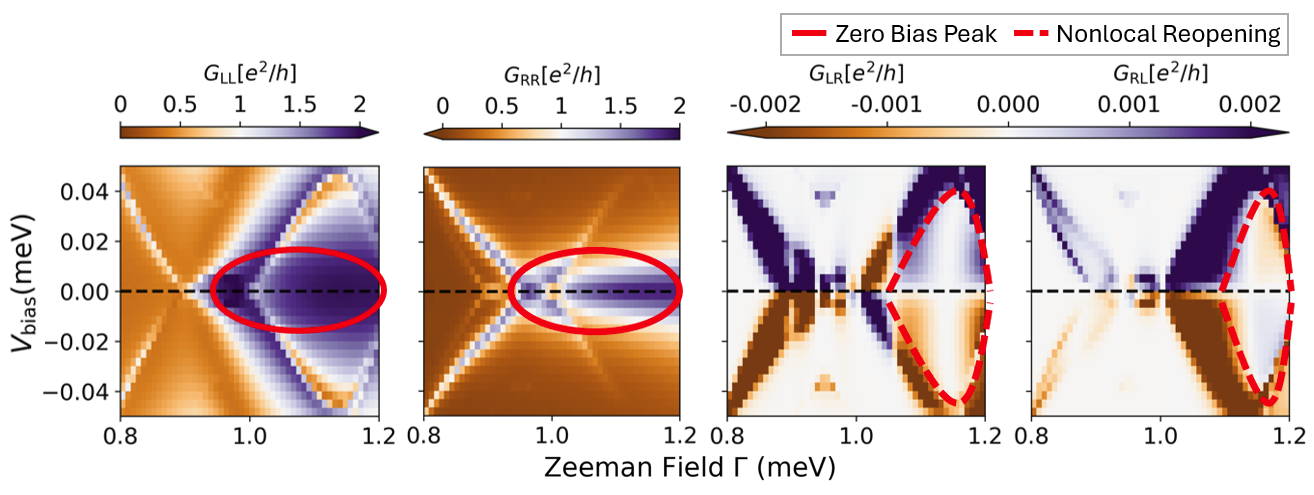 Zero Bias Peak Nonlocal Reopening
G_LL[e²/h] G_RR[e²/h] G_LR[e²/h] G_RL[e²/h]
0 0.5 1 1.5 2 0 0.5 1 1.5 2 -0.002 -0.001 0.000 0.001 0.002
0.04
0.02
0.00
−0.02
−0.04
V_bias(meV)
0.8 1.0 1.2 0.8 1.0 1.2 0.8 1.0 1.2 0.8 1.0 1.2
Zeeman Field Γ (meV)